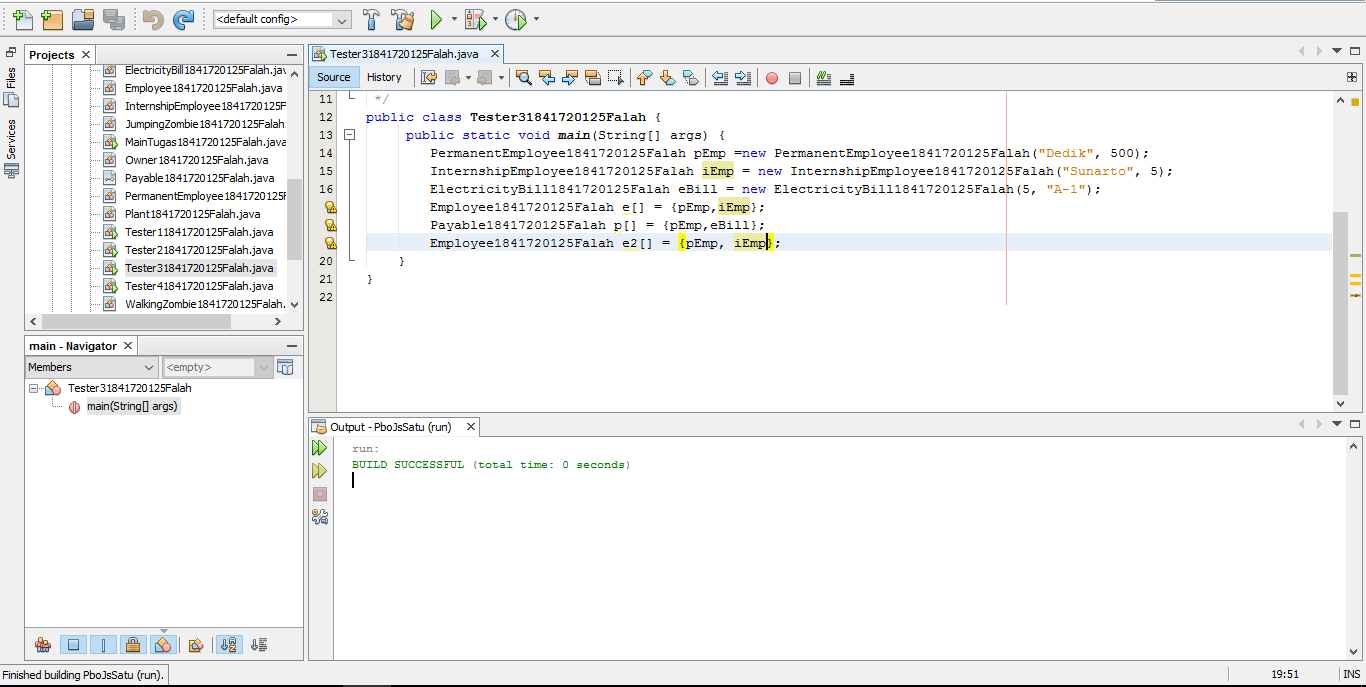 <default config>
Projects
Files
Services
ElectricityBill1841720125Falah.jav
Employee1841720125Falah.java
InternshipEmployee1841720125F
JumpingZombie1841720125Falah.
MainTugas1841720125Falah.java
Owner1841720125Falah.java
Payable1841720125Falah.java
PermanentEmployee1841720125F
Plant1841720125Falah.java
Tester11841720125Falah.java
Tester21841720125Falah.java
Tester31841720125Falah.java
Tester41841720125Falah.java
WalkingZombie1841720125Falah.
main - Navigator
Members
<empty>
Tester31841720125Falah
main(String[] args)
Tester31841720125Falah.java
Source History
11 */
12 public class Tester31841720125Falah {
13 public static void main(String[] args) {
14 PermanentEmployee1841720125Falah pEmp =new PermanentEmployee1841720125Falah("Dedik", 500);
15 InternshipEmployee1841720125Falah iEmp = new InternshipEmployee1841720125Falah("Sunarto", 5);
16 ElectricityBill1841720125Falah eBill = new ElectricityBill1841720125Falah(5, "A-1");
Employee1841720125Falah e[] = {pEmp,iEmp};
Payable1841720125Falah p[] = {pEmp,eBill};
Employee1841720125Falah e2[] = {pEmp, iEmp};
20 }
21 }
22
Output - PboJsSatu (run)
run:
BUILD SUCCESSFUL (total time: 0 seconds)
Finished building PboJsSatu (run).
19:51
INS